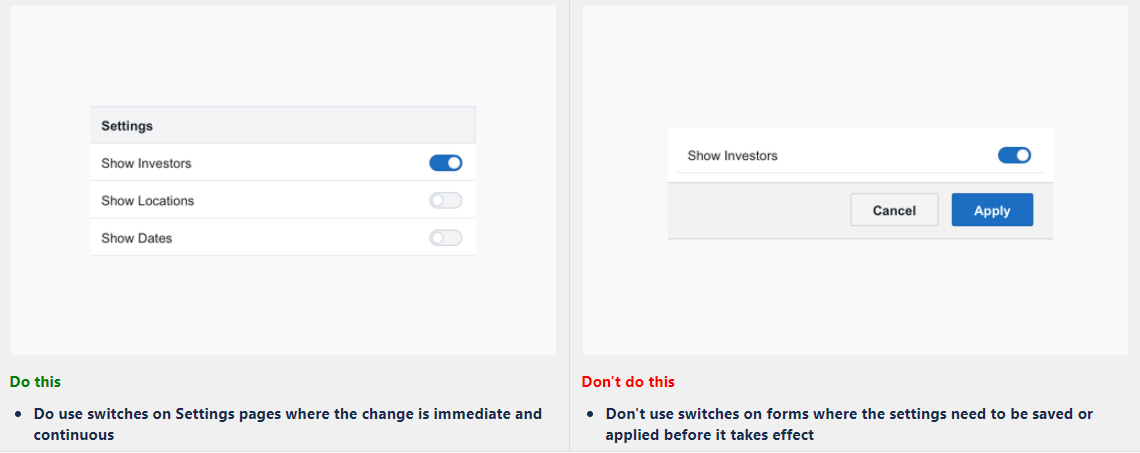 Settings
Show Investors
Show Locations
Show Dates
Do this
• Do use switches on Settings pages where the change is immediate and
continuous
Show Investors
Cancel Apply
Don't do this
• Don't use switches on forms where the settings need to be saved or
applied before it takes effect